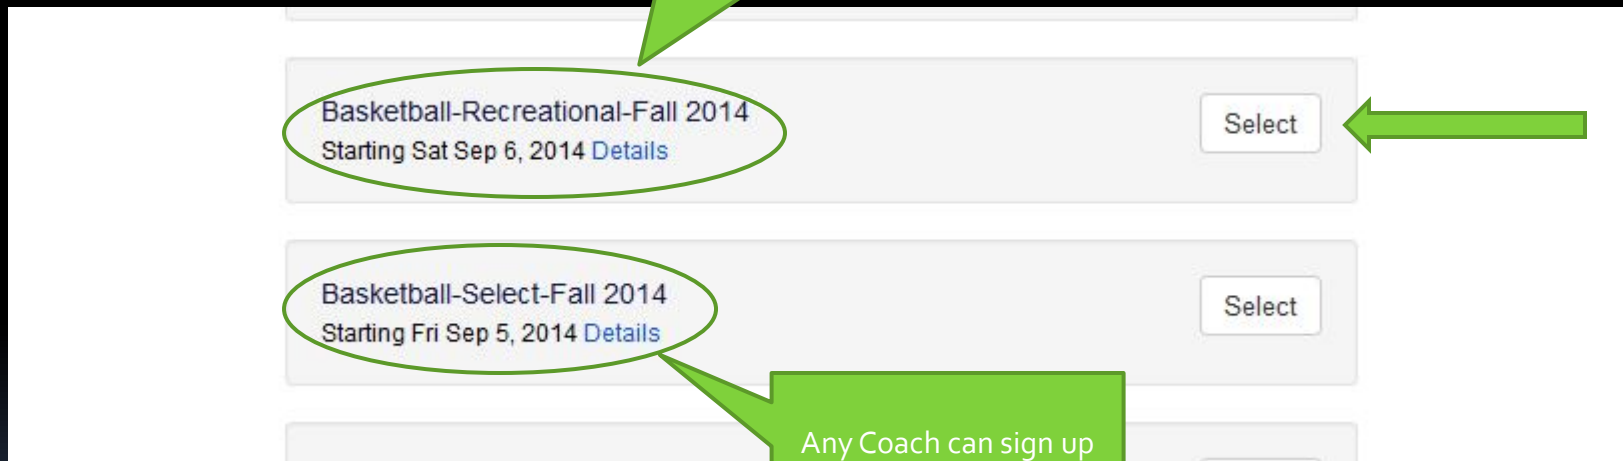 Basketball-Recreational-Fall 2014
Starting Sat Sep 6, 2014 Details
Select
Basketball-Select-Fall 2014
Starting Fri Sep 5, 2014 Details
Select
Any Coach can sign up